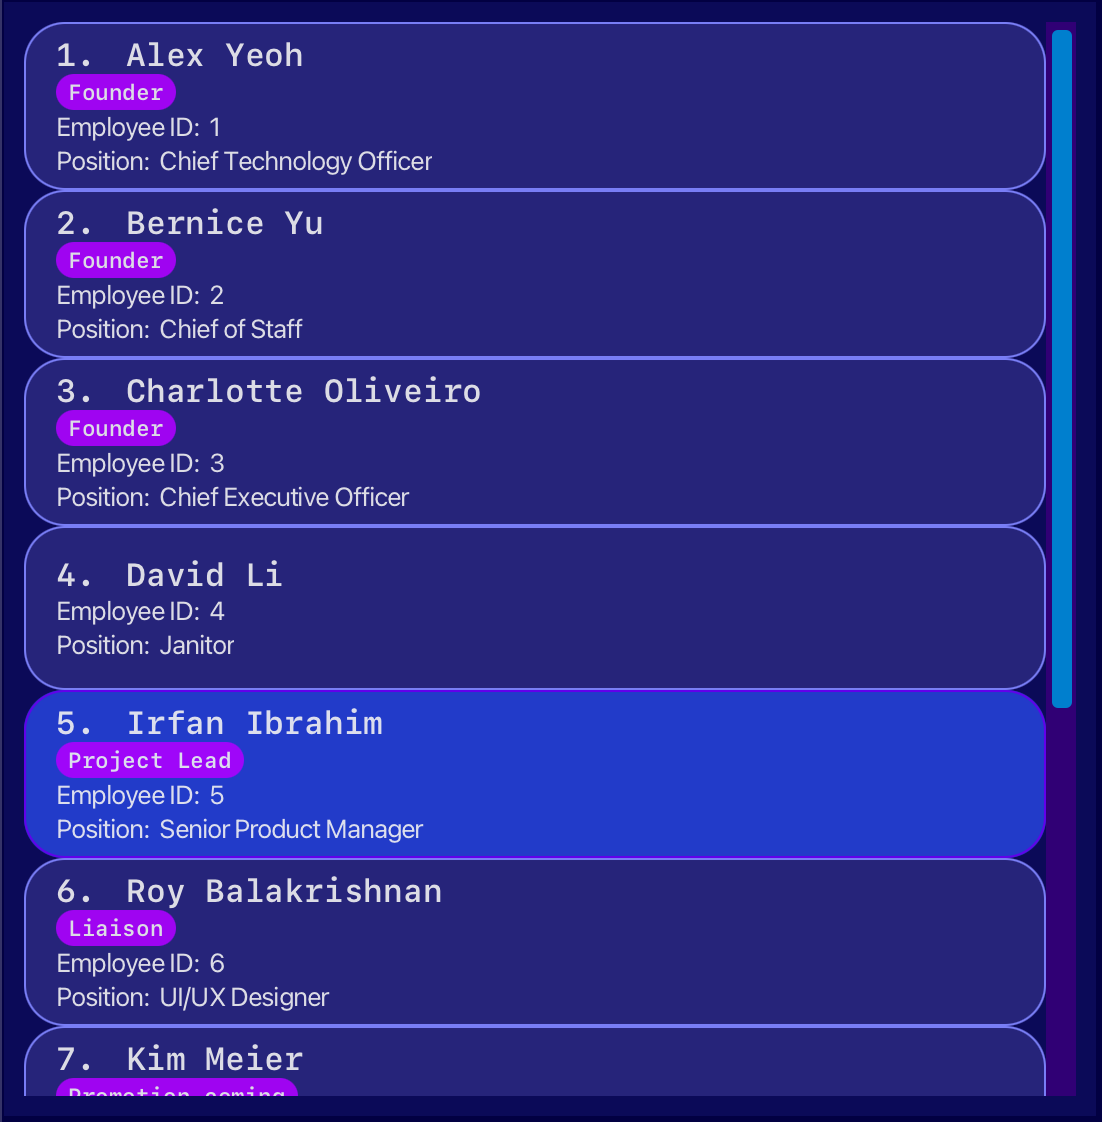 1. Alex Yeoh
Founder
Employee ID: 1
Position: Chief Technology Officer
2. Bernice Yu
Founder
Employee ID: 2
Position: Chief of Staff
3. Charlotte Oliveiro
Founder
Employee ID: 3
Position: Chief Executive Officer
4. David Li
Employee ID: 4
Position: Janitor
5. Irfan Ibrahim
Project Lead
Employee ID: 5
Position: Senior Product Manager
6. Roy Balakrishnan
Liaison
Employee ID: 6
Position: UI/UX Designer
7. Kim Meier
Promotion coming